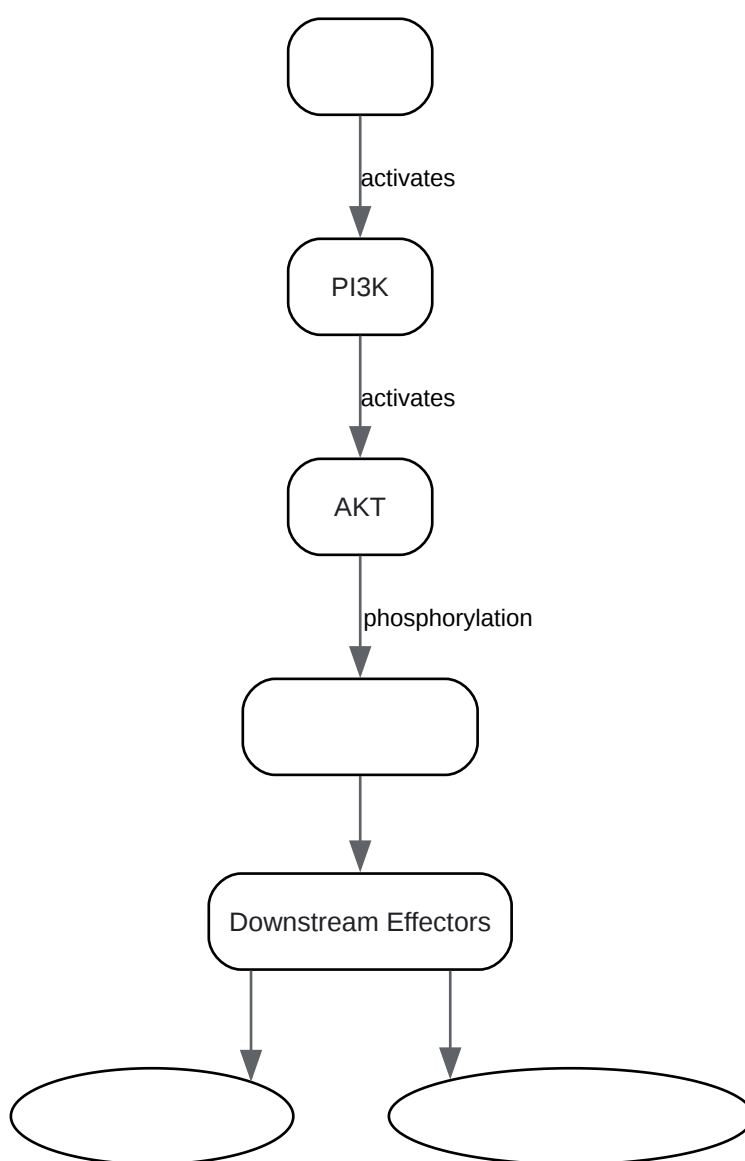 activates
PI3K
activates
AKT
phosphorylation
Downstream Effectors